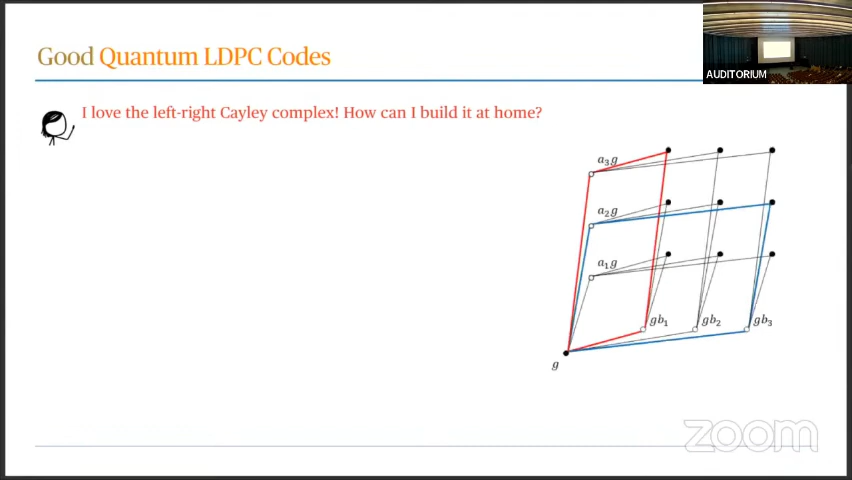 Good Quantum LDPC Codes
AUDITORIUM
I love the left-right Cayley complex! How can I build it at home?
a₃g
a₂g
a₁g
gb₁
gb₂
gb₃
g
zoom